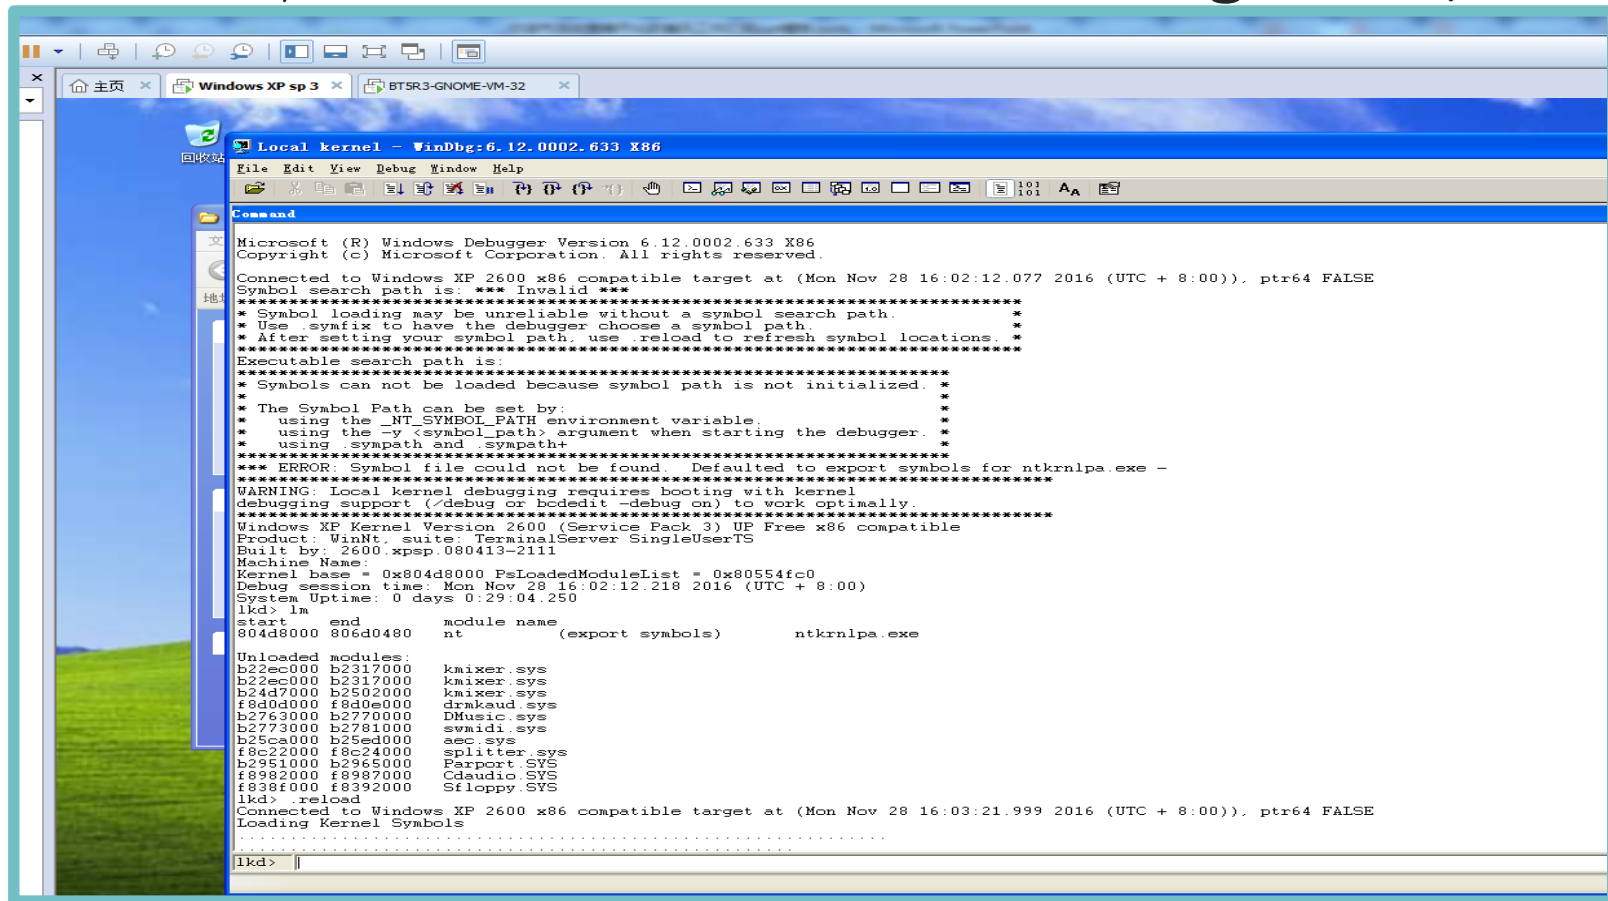 主页
Windows XP sp 3
BT5R3-GNOME-VM-32
回收站
Local kernel - WinDbg:6.12.0002.633 X86
File Edit View Debug Window Help
Command
Microsoft (R) Windows Debugger Version 6.12.0002.633 X86
Copyright (c) Microsoft Corporation. All rights reserved.
Connected to Windows XP 2600 x86 compatible target at (Mon Nov 28 16:02:12.077 2016 (UTC + 8:00)), ptr64 FALSE
Symbol search path is: *** Invalid ***
****************************************************************************
* Symbol loading may be unreliable without a symbol search path.           *
* Use .symfix to have the debugger choose a symbol path.                   *
* After setting your symbol path, use .reload to refresh symbol locations. *
****************************************************************************
Executable search path is:
*********************************************************************
* Symbols can not be loaded because symbol path is not initialized. *
*                                                                   *
* The Symbol Path can be set by:                                    *
*   using the _NT_SYMBOL_PATH environment variable.                 *
*   using the -y <symbol_path> argument when starting the debugger. *
*   using .sympath and .sympath+                                    *
*********************************************************************
*** ERROR: Symbol file could not be found.  Defaulted to export symbols for ntkrnlpa.exe -
*******************************************************************************
WARNING: Local kernel debugging requires booting with kernel
debugging support (/debug or bcdedit -debug on) to work optimally.
*******************************************************************************
Windows XP Kernel Version 2600 (Service Pack 3) UP Free x86 compatible
Product: WinNt, suite: TerminalServer SingleUserTS
Built by: 2600.xpsp.080413-2111
Machine Name:
Kernel base = 0x804d8000 PsLoadedModuleList = 0x80554fc0
Debug session time: Mon Nov 28 16:02:12.218 2016 (UTC + 8:00)
System Uptime: 0 days 0:29:04.250
lkd> lm
start    end        module name
804d8000 806d0480   nt         (export symbols)       ntkrnlpa.exe
Unloaded modules:
b22ec000 b2317000   kmixer.sys
b22ec000 b2317000   kmixer.sys
b24d7000 b2502000   kmixer.sys
f8d0d000 f8d0e000   drmkaud.sys
b2763000 b2770000   DMusic.sys
b2773000 b2781000   swmidi.sys
b25ca000 b25ed000   aec.sys
f8c22000 f8c24000   splitter.sys
b2951000 b2965000   Parport.SYS
f8982000 f8987000   Cdaudio.SYS
f838f000 f8392000   Sfloppy.SYS
lkd> .reload
Connected to Windows XP 2600 x86 compatible target at (Mon Nov 28 16:03:21.999 2016 (UTC + 8:00)), ptr64 FALSE
Loading Kernel Symbols
...............................................................
......................................................
lkd>